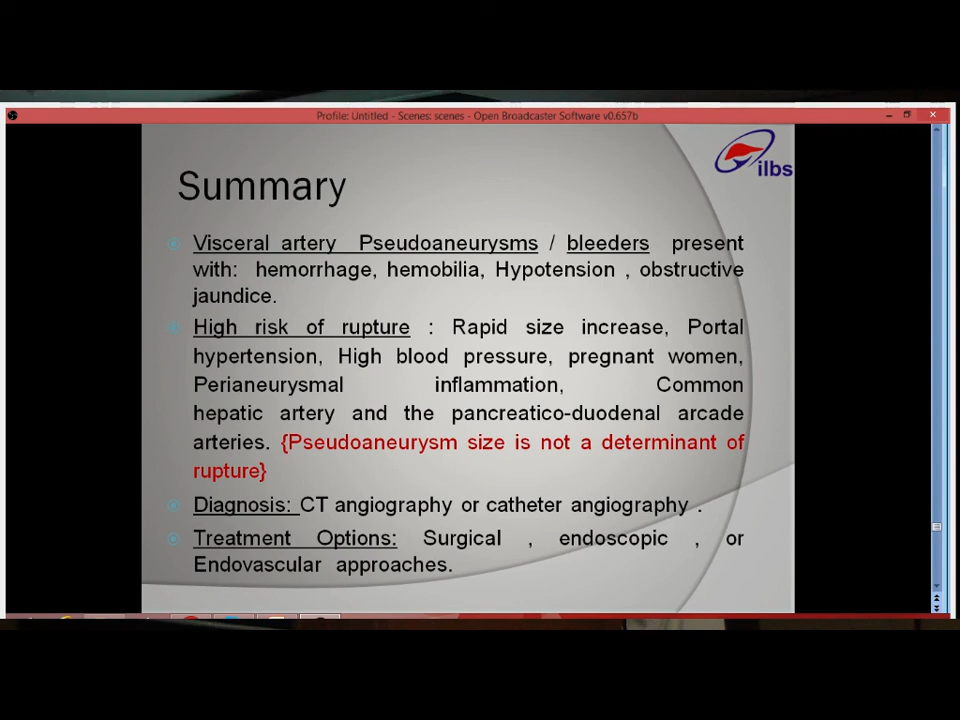 Profile: Untitled - Scenes: scenes - Open Broadcaster Software v0.657b
ilbs
Summary
Visceral artery Pseudoaneurysms / bleeders present
with: hemorrhage, hemobilia, Hypotension , obstructive
jaundice.
High risk of rupture : Rapid size increase, Portal
hypertension, High blood pressure, pregnant women,
Perianeurysmal inflammation, Common
hepatic artery and the pancreatico-duodenal arcade
arteries. {Pseudoaneurysm size is not a determinant of
rupture}
Diagnosis: CT angiography or catheter angiography .
Treatment Options: Surgical , endoscopic , or
Endovascular approaches.